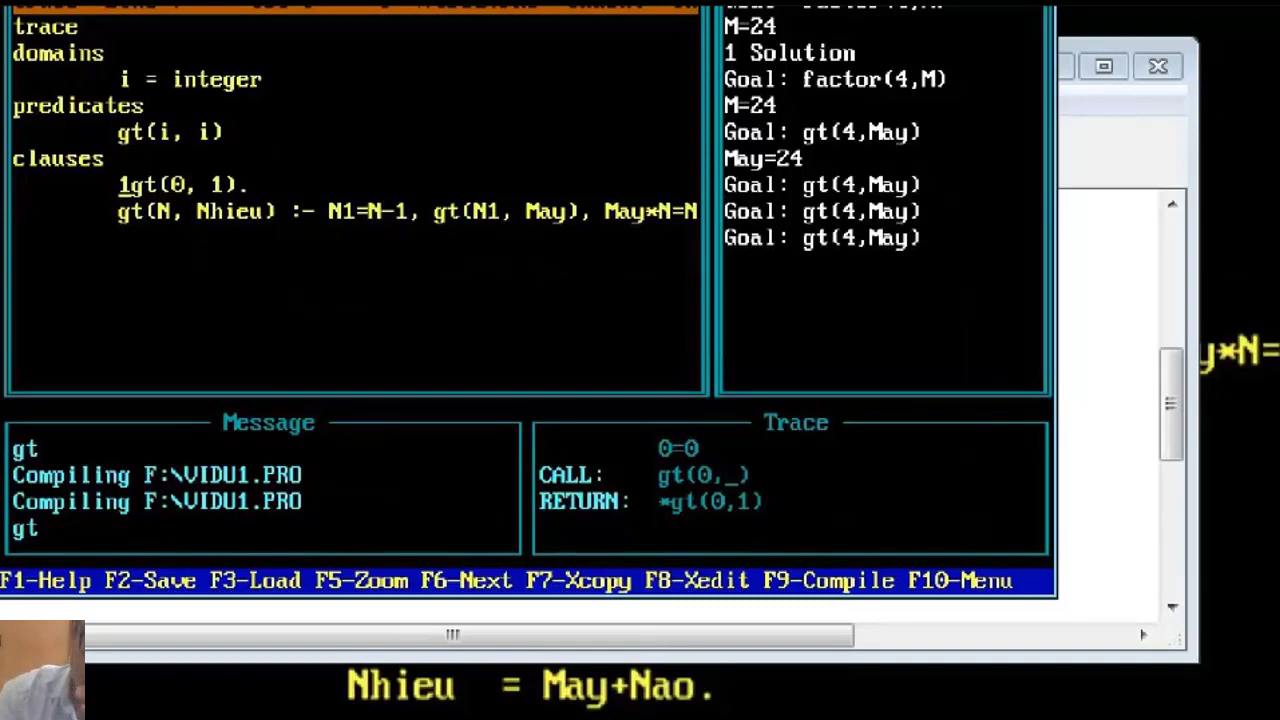 trace
domains
i = integer
predicates
gt(i, i)
clauses
1gt(0, 1).
gt(N, Nhieu) :- N1=N-1, gt(N1, May), May*N=N
M=24
1 Solution
Goal: factor(4,M)
M=24
Goal: gt(4,May)
May=24
Goal: gt(4,May)
Goal: gt(4,May)
Goal: gt(4,May)
y*N=
Message
gt
Compiling F:\VIDU1.PRO
Compiling F:\VIDU1.PRO
gt
Trace
0=0
CALL: gt(0,_)
RETURN: *gt(0,1)
F1-Help F2-Save F3-Load F5-Zoom F6-Next F7-Xcopy F8-Xedit F9-Compile F10-Menu
Nhieu = May+Nao.